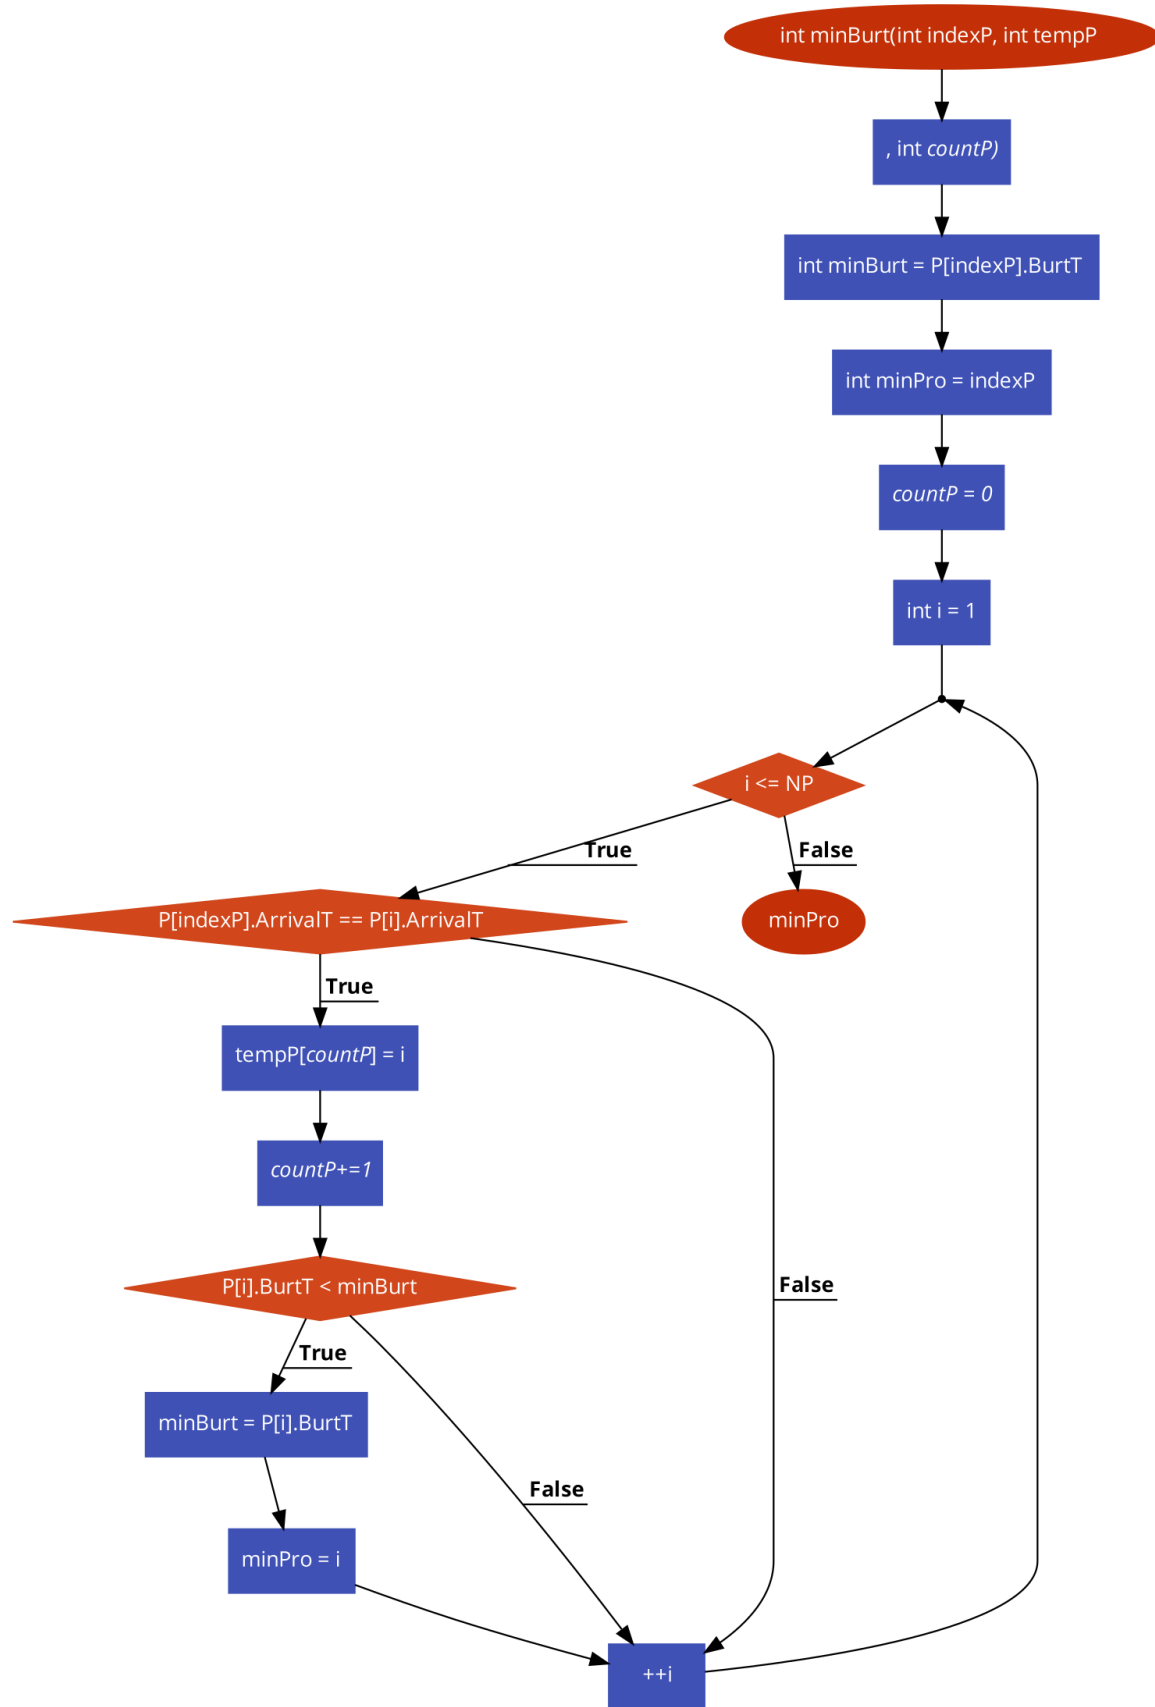 int minBurt(int indexP, int tempP
, int countP)
int minBurt = P[indexP].BurtT
int minPro = indexP
countP = 0
int i = 1
i <= NP
True
False
P[indexP].ArrivalT == P[i].ArrivalT
minPro
True
tempP[countP] = i
countP+=1
P[i].BurtT < minBurt
False
True
minBurt = P[i].BurtT
False
minPro = i
++i